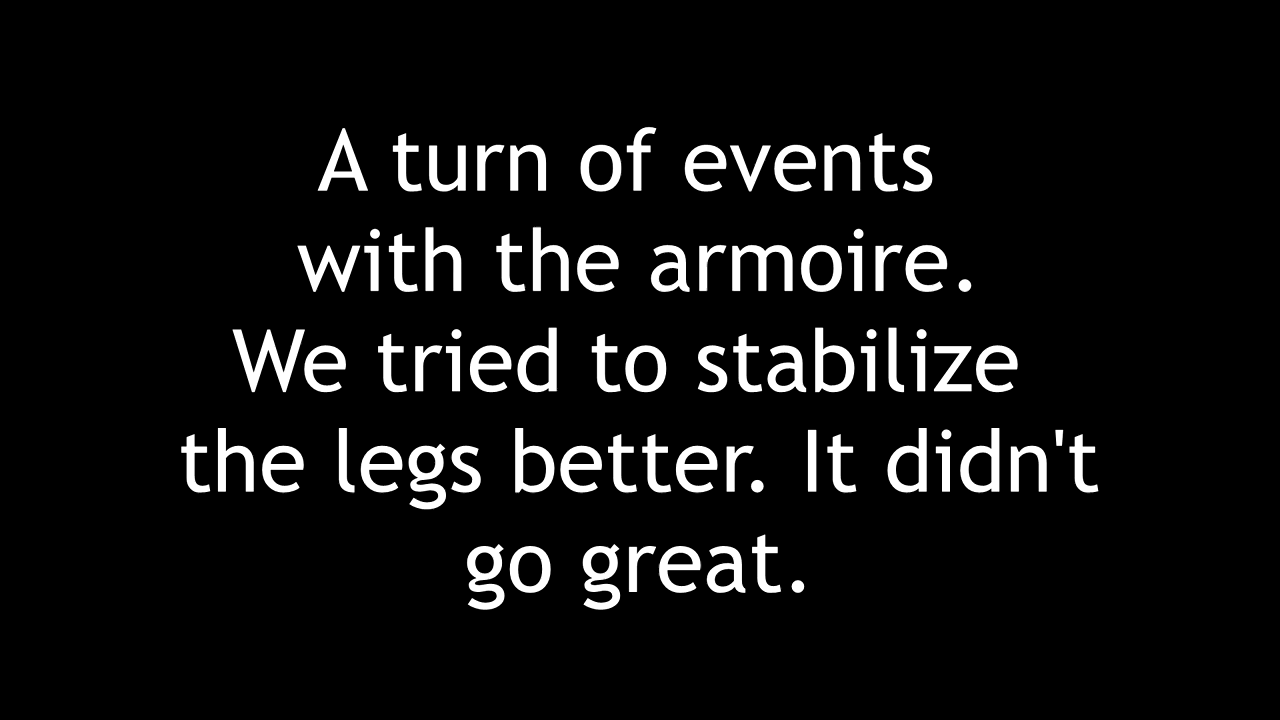 A turn of events
with the armoire.
We tried to stabilize
the legs better. It didn't
go great.